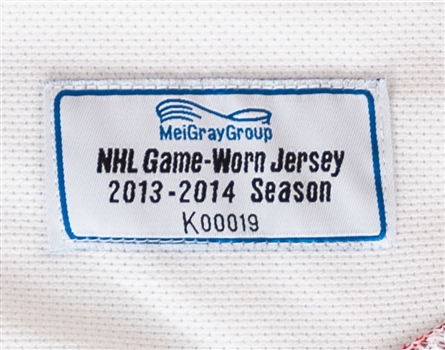 MeiGrayGroup
NHL Game-Worn Jersey
2013-2014 Season
K00019